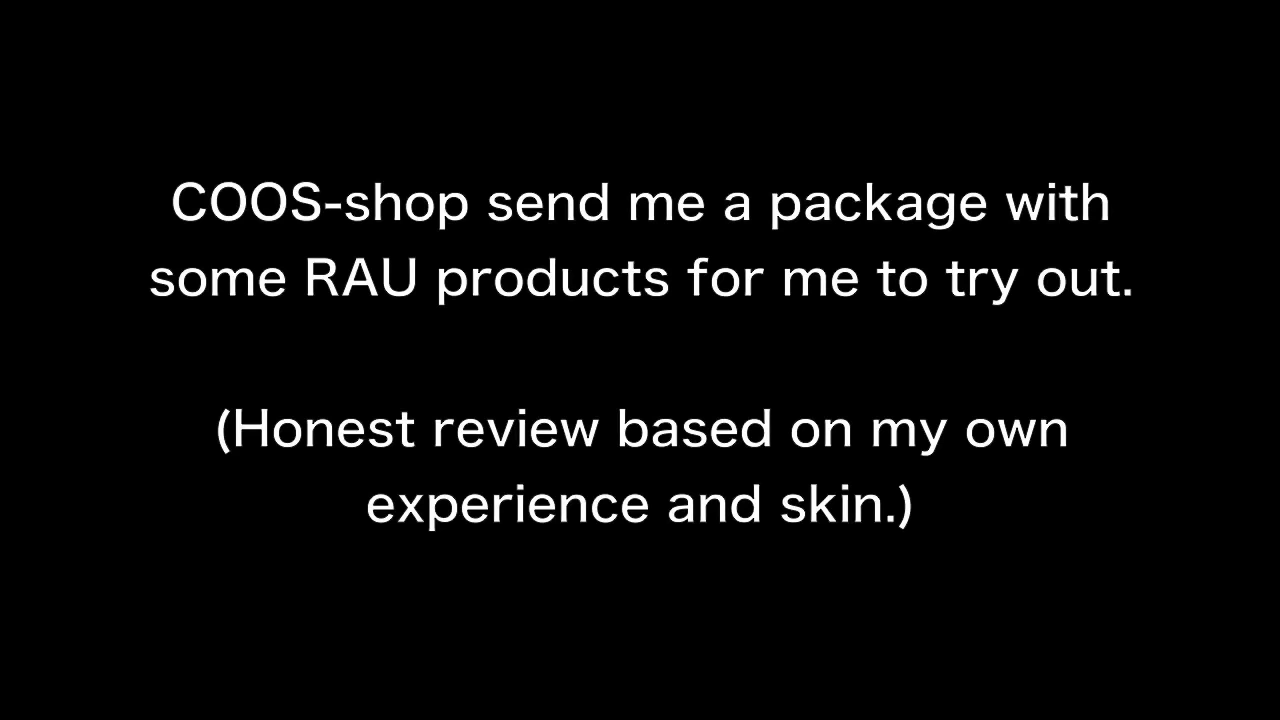 COOS-shop send me a package with
some RAU products for me to try out.
(Honest review based on my own
experience and skin.)